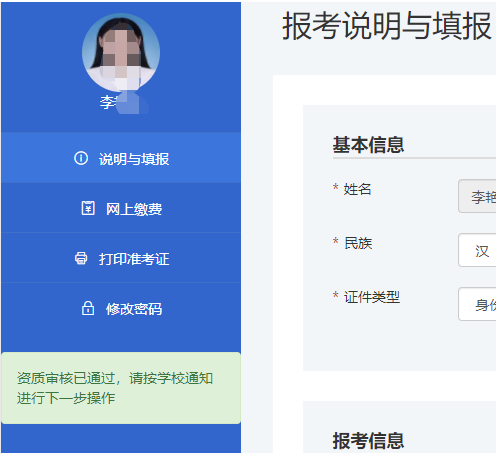 报考说明与填报
李
说明与填报
网上缴费
打印准考证
修改密码
资质审核已通过，请按学校通知
进行下一步操作
基本信息
* 姓名
李艳
* 民族
汉
* 证件类型
身份
报考信息